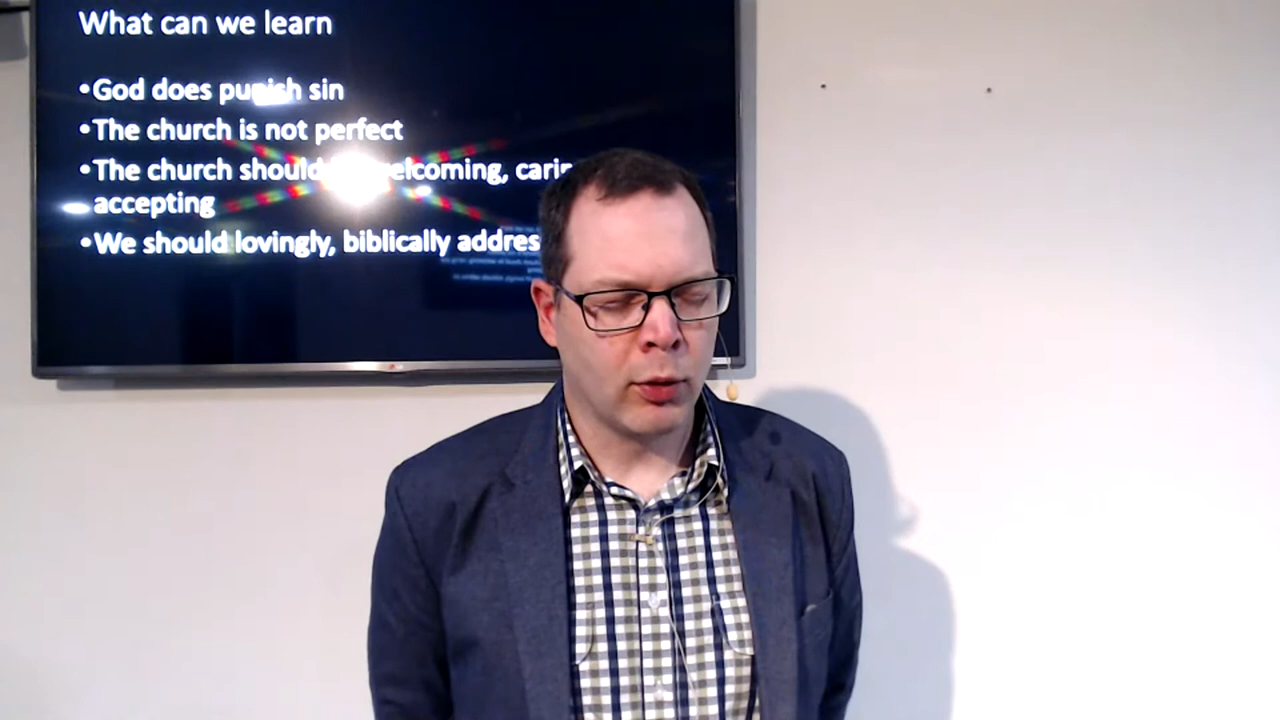 What can we learn
•God does punish sin
•The church is not perfect
•The church should welcoming,
accepting
•We should lovingly, biblically